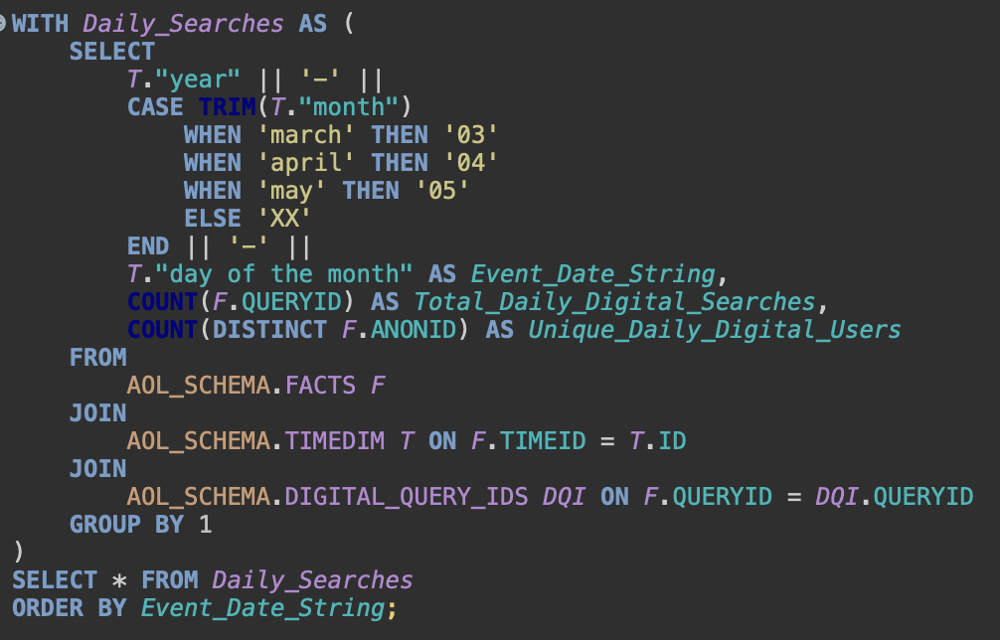 WITH Daily_Searches AS (
    SELECT
        T."year" || '-' ||
        CASE TRIM(T."month")
            WHEN 'march' THEN '03'
            WHEN 'april' THEN '04'
            WHEN 'may' THEN '05'
            ELSE 'XX'
        END || '-' ||
        T."day of the month" AS Event_Date_String,
        COUNT(F.QUERYID) AS Total_Daily_Digital_Searches,
        COUNT(DISTINCT F.ANONID) AS Unique_Daily_Digital_Users
    FROM
        AOL_SCHEMA.FACTS F
    JOIN
        AOL_SCHEMA.TIMEDIM T ON F.TIMEID = T.ID
    JOIN
        AOL_SCHEMA.DIGITAL_QUERY_IDS DQI ON F.QUERYID = DQI.QUERYID
    GROUP BY 1
)
SELECT * FROM Daily_Searches
ORDER BY Event_Date_String;